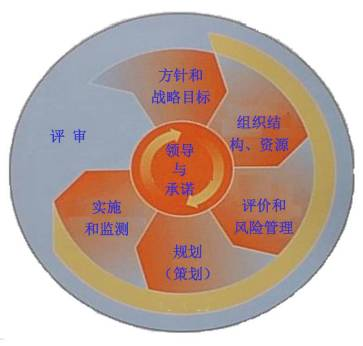 方针和
战略目标
组织结
构、资源
评 审
领导
与
承诺
评价和
风险管理
实施
和监测
规划
（策划）